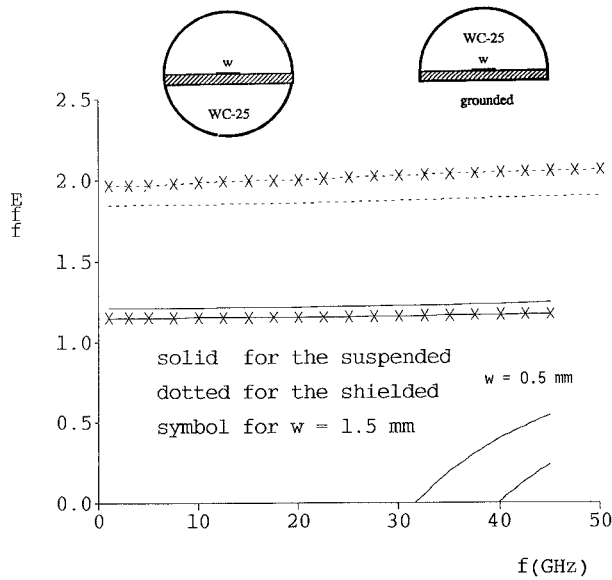 w
WC-25
WC-25
w
grounded
2.5
2.0
1.5
1.0
0.5
0.0
Eff
solid for the suspended
dotted for the shielded
symbol for w = 1.5 mm
w = 0.5 mm
0
10
20
30
40
50
f(GHz)